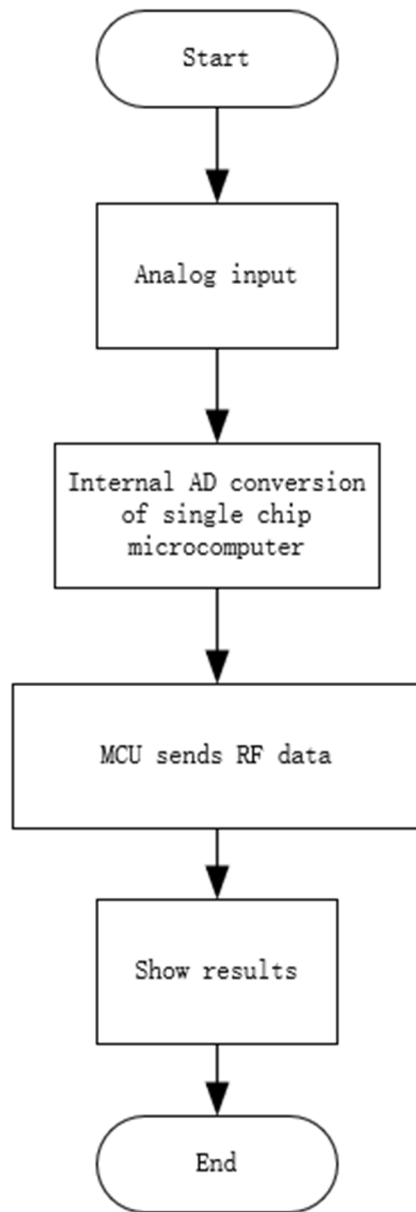 Start
Analog input
Internal AD conversion
of single chip
microcomputer
MCU sends RF data
Show results
End